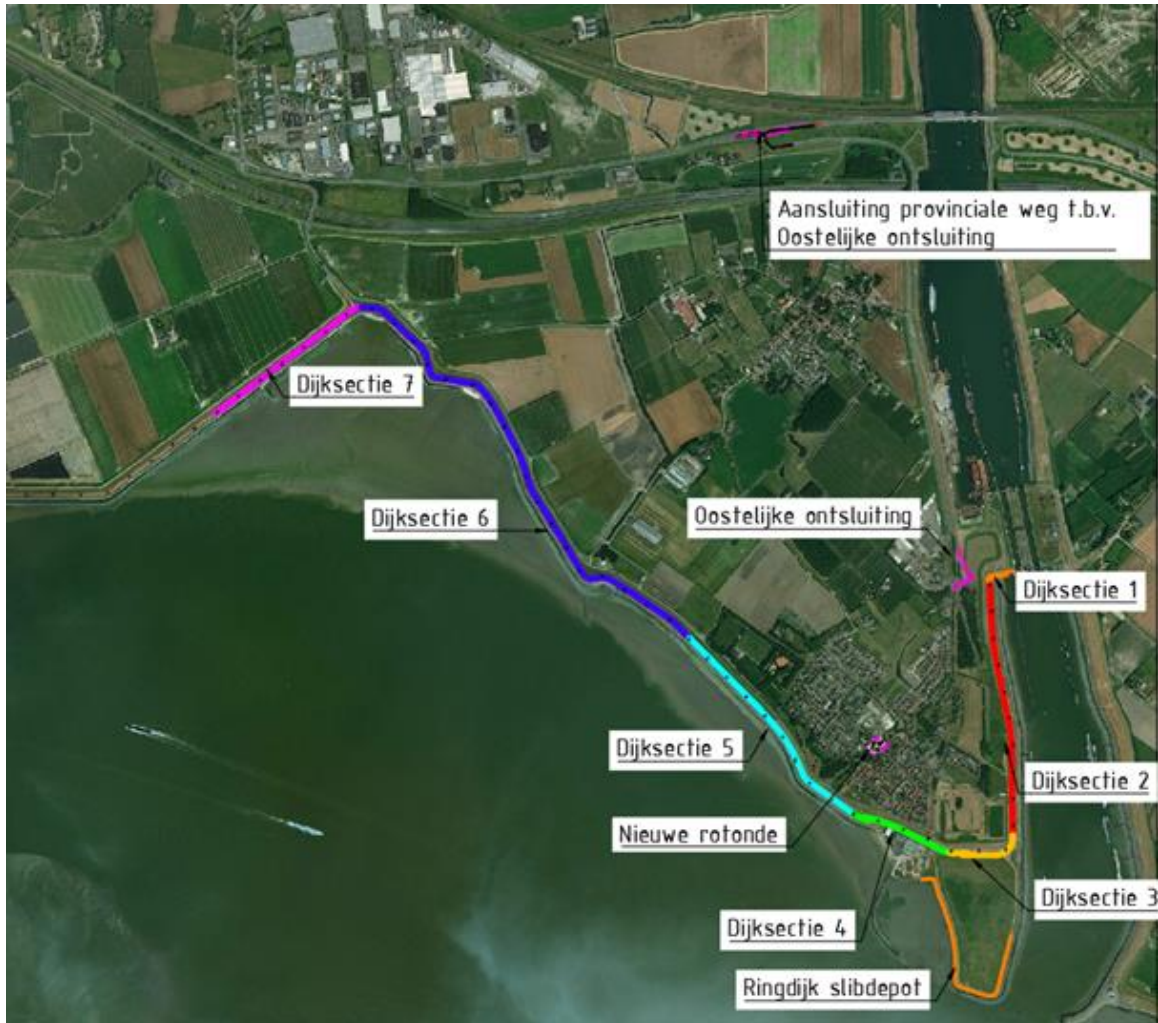 Aansluiting provinciale weg t.b.v.
Oostelijke ontsluiting
Dijksectie 7
Dijksectie 6
Oostelijke ontsluiting
Dijksectie 1
Dijksectie 5
Dijksectie 2
Nieuwe rotonde
Dijksectie 3
Dijksectie 4
Ringdijk slibdepot